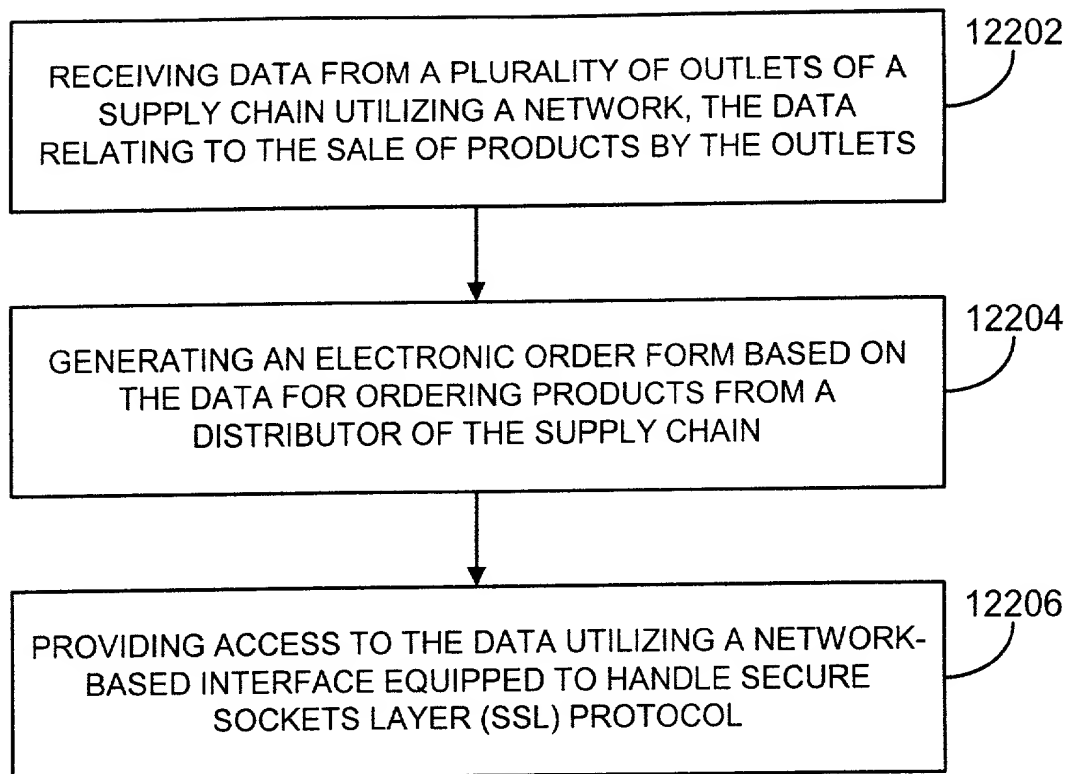 12202
RECEIVING DATA FROM A PLURALITY OF OUTLETS OF A
SUPPLY CHAIN UTILIZING A NETWORK, THE DATA
RELATING TO THE SALE OF PRODUCTS BY THE OUTLETS
12204
GENERATING AN ELECTRONIC ORDER FORM BASED ON
THE DATA FOR ORDERING PRODUCTS FROM A
DISTRIBUTOR OF THE SUPPLY CHAIN
12206
PROVIDING ACCESS TO THE DATA UTILIZING A NETWORK-
BASED INTERFACE EQUIPPED TO HANDLE SECURE
SOCKETS LAYER (SSL) PROTOCOL